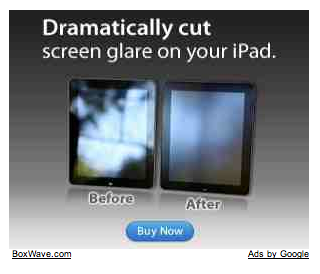 Dramatically cut
screen glare on your iPad.
Before
After
Buy Now
BoxWave.com
Ads by Google